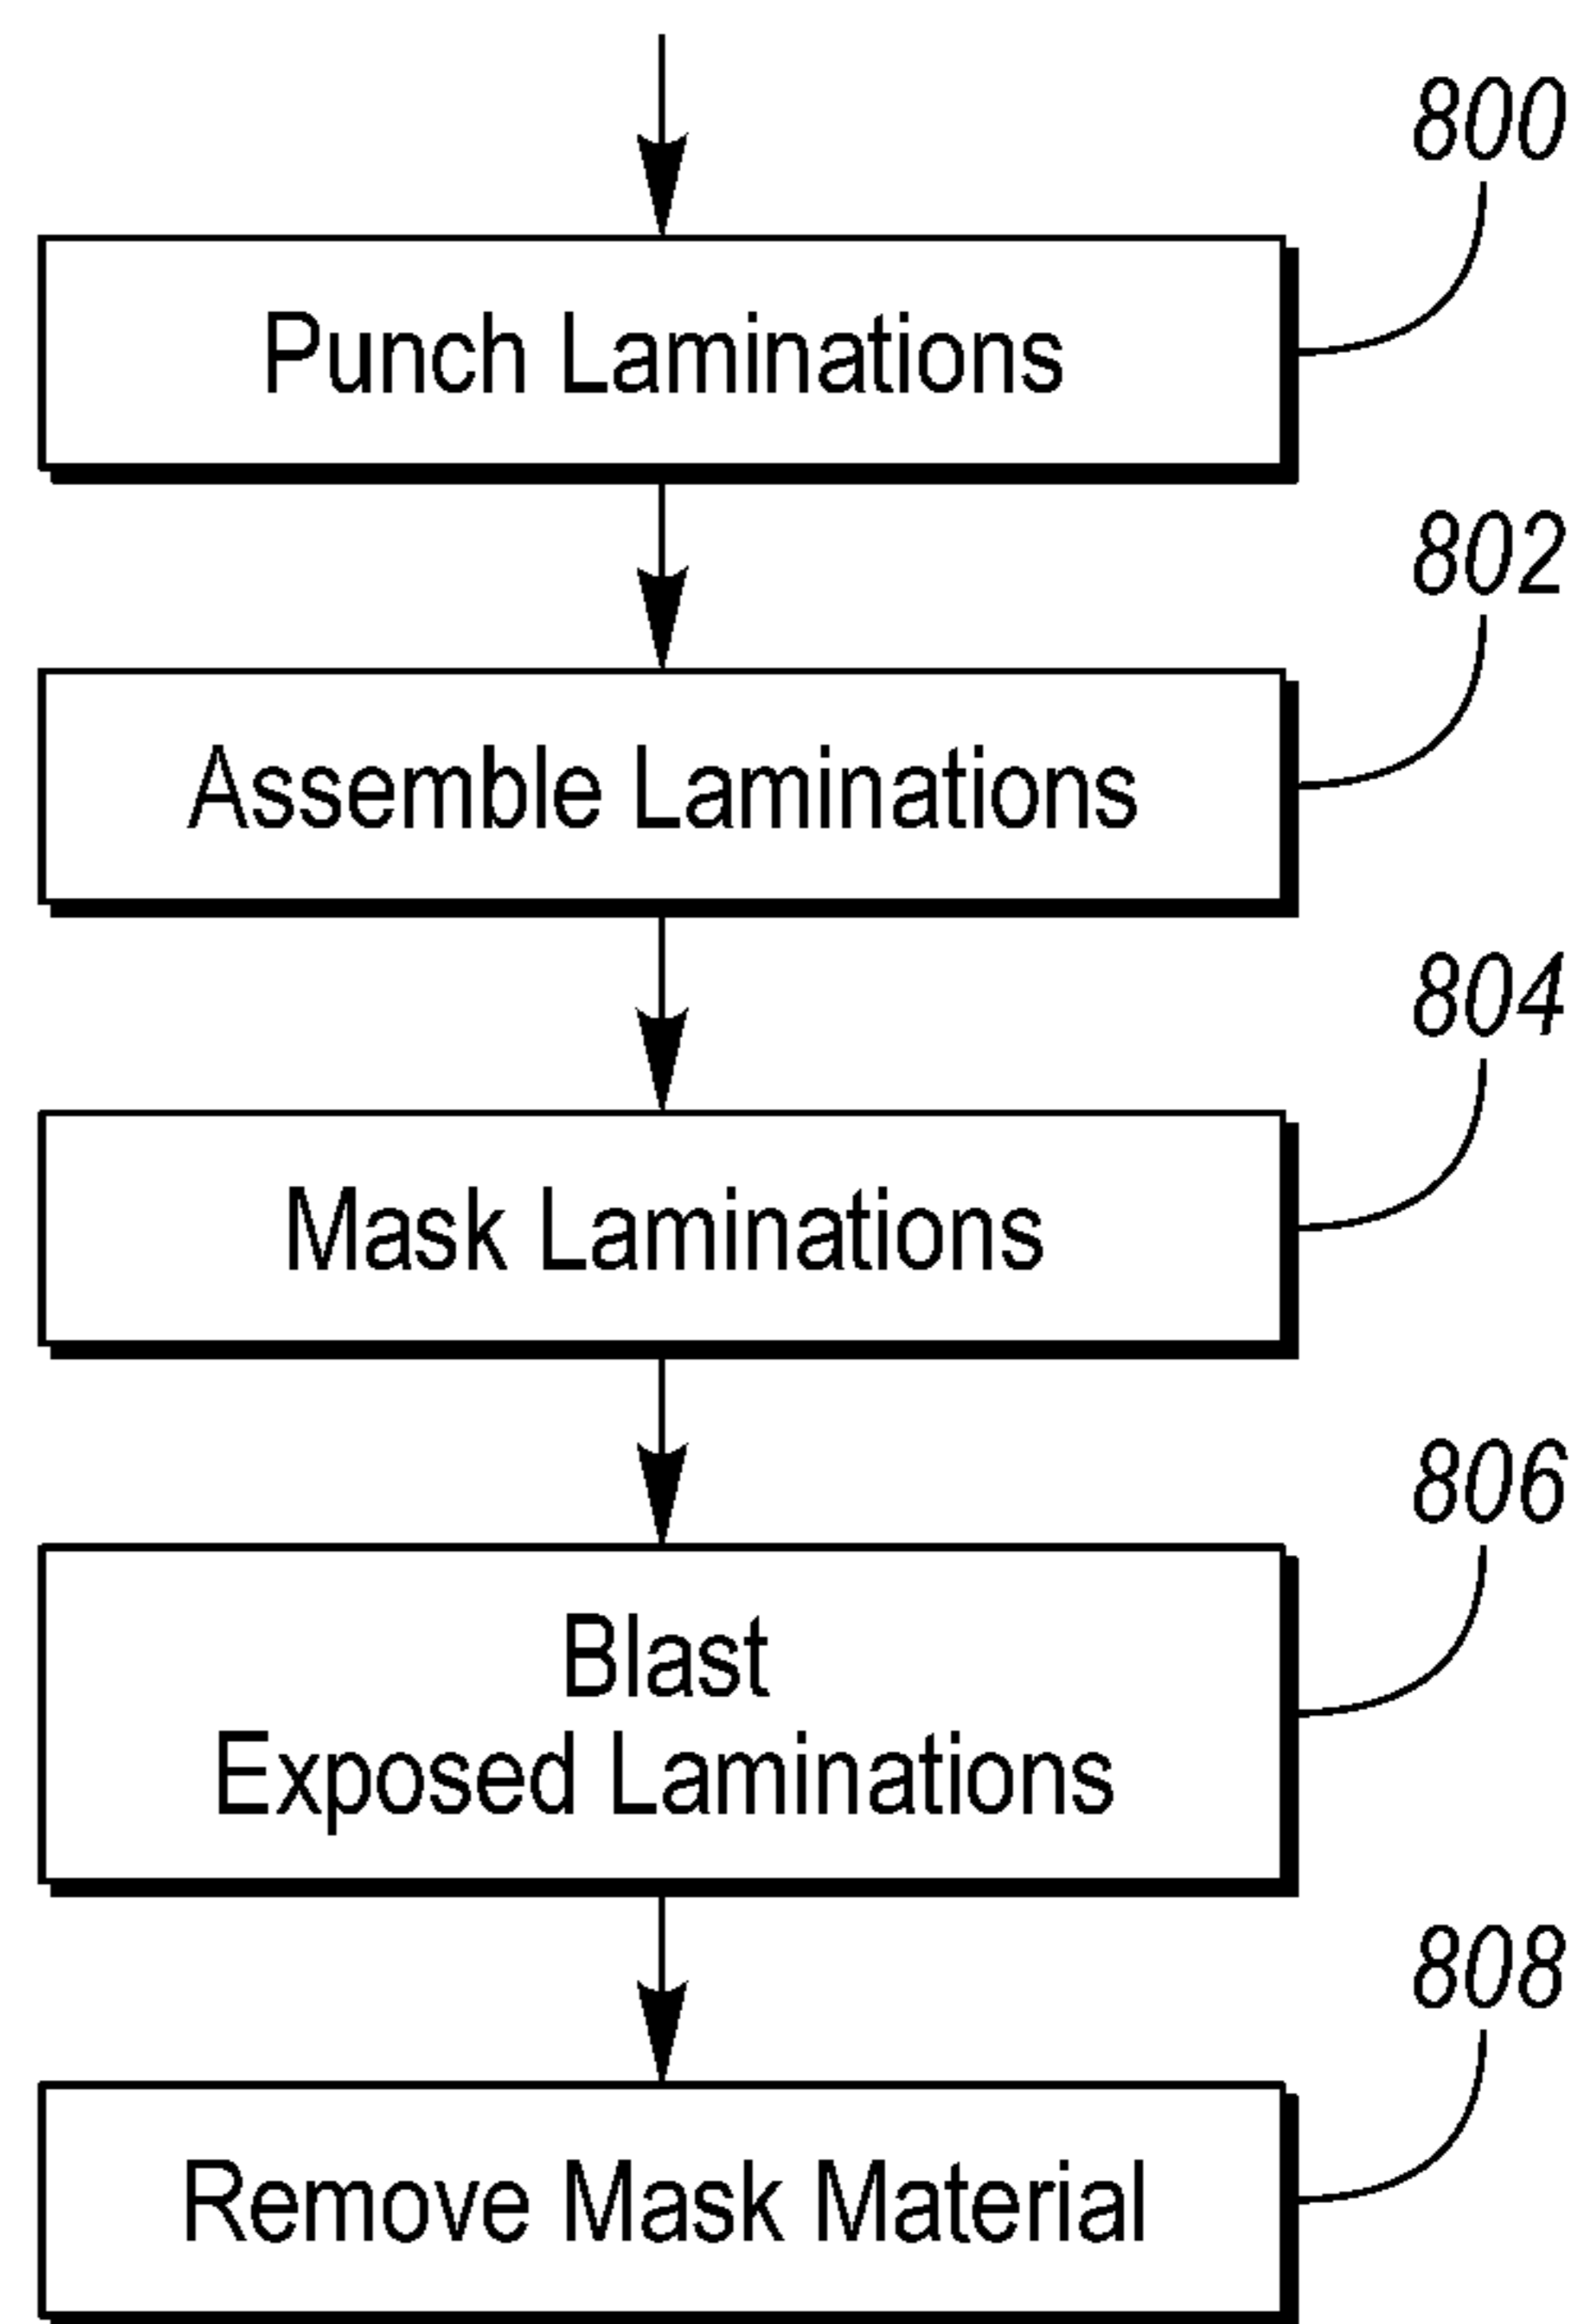 800
Punch Laminations
802
Assemble Laminations
804
Mask Laminations
806
Blast
Exposed Laminations
808
Remove Mask Material